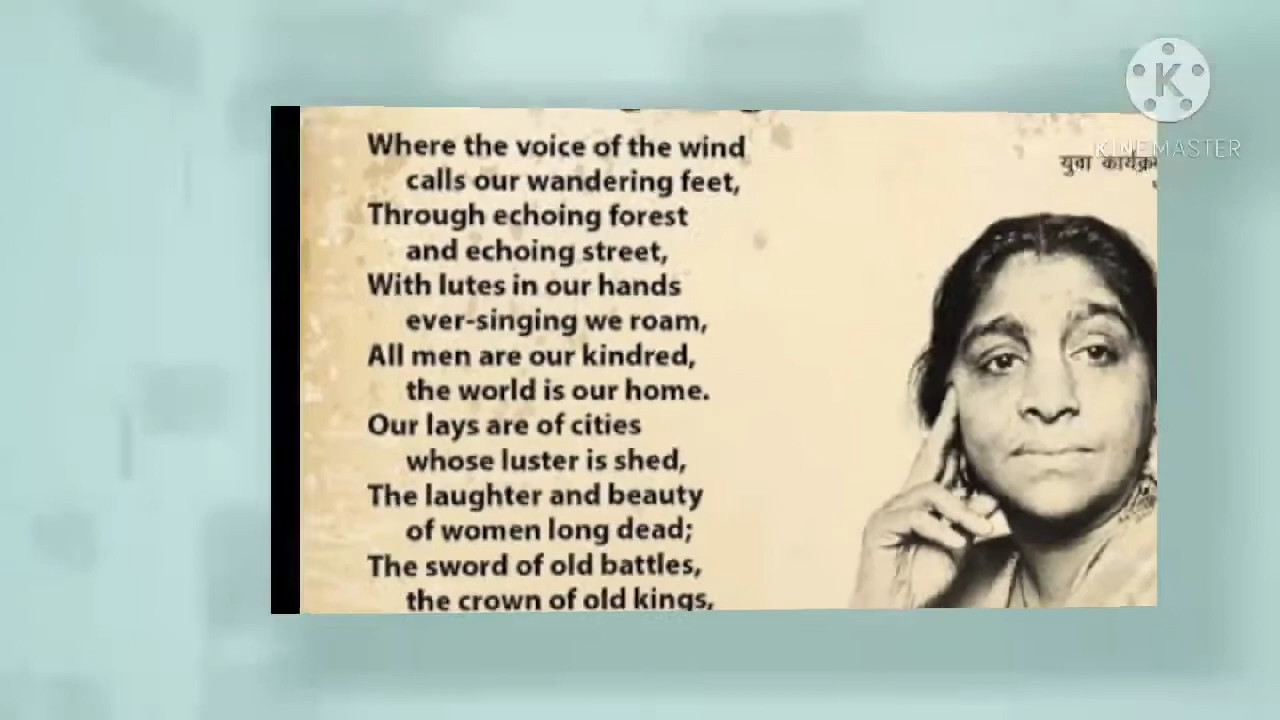 K
KINEMASTER
Where the voice of the wind
calls our wandering feet,
Through echoing forest
and echoing street,
With lutes in our hands
ever-singing we roam,
All men are our kindred,
the world is our home.
Our lays are of cities
whose luster is shed,
The laughter and beauty
of women long dead;
The sword of old battles,
the crown of old kings,
युवा